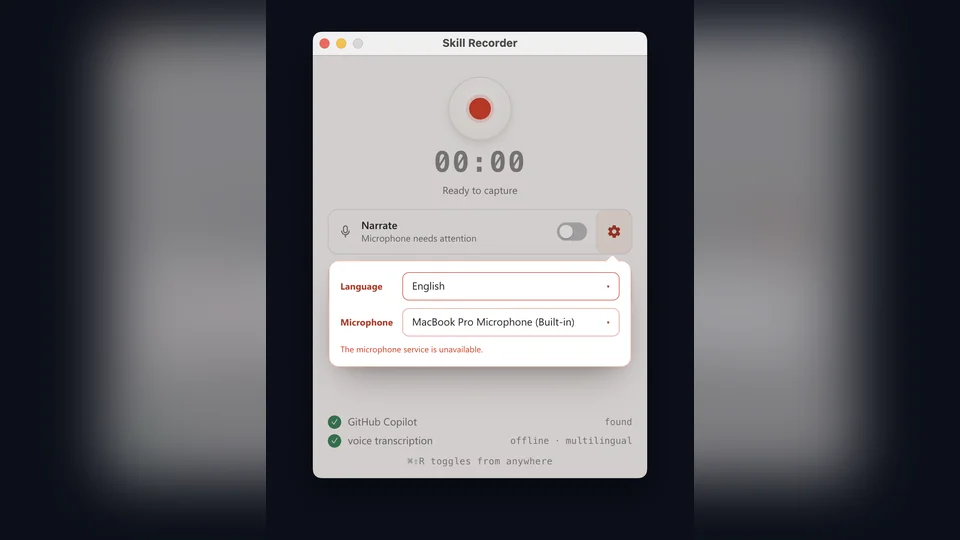 Skill Recorder
00:00
Ready to capture
Narrate
Microphone needs attention
Language English
Microphone MacBook Pro Microphone (Built-in)
The microphone service is unavailable.
GitHub Copilot found
voice transcription offline · multilingual
⌘⇧R toggles from anywhere